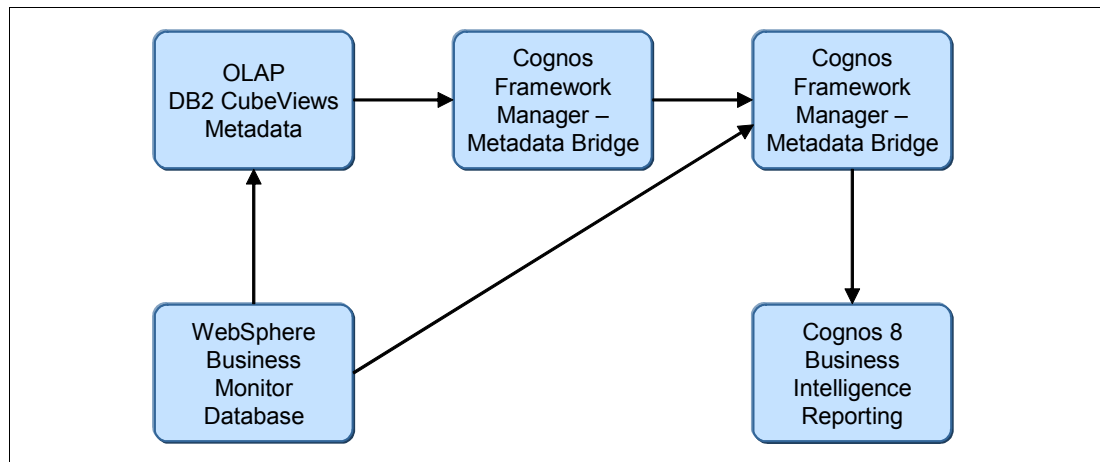 OLAP
DB2 CubeViews
Metadata
Cognos
Framework
Manager –
Metadata Bridge
Cognos
Framework
Manager –
Metadata Bridge
WebSphere
Business
Monitor
Database
Cognos 8
Business
Intelligence
Reporting